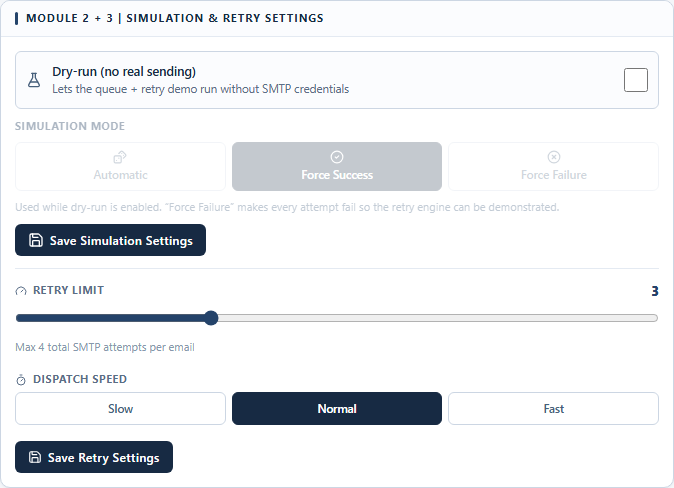 MODULE 2 + 3 | SIMULATION & RETRY SETTINGS
Dry-run (no real sending)
Lets the queue + retry demo run without SMTP credentials
SIMULATION MODE
Automatic
Force Success
Force Failure
Used while dry-run is enabled. "Force Failure" makes every attempt fail so the retry engine can be demonstrated.
Save Simulation Settings
RETRY LIMIT
3
Max 4 total SMTP attempts per email
DISPATCH SPEED
Slow
Normal
Fast
Save Retry Settings